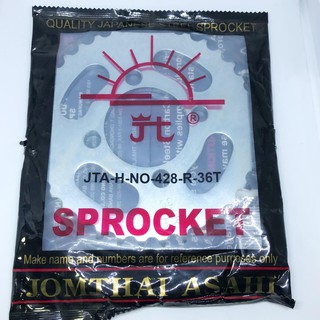 QUALITY JAPANESE STEEL SPROCKET
Jt ®
JTA-H-NO-428-R-36T
SPROCKET
Make name and numbers are for reference purposes only
JOMTHAI ASAHI